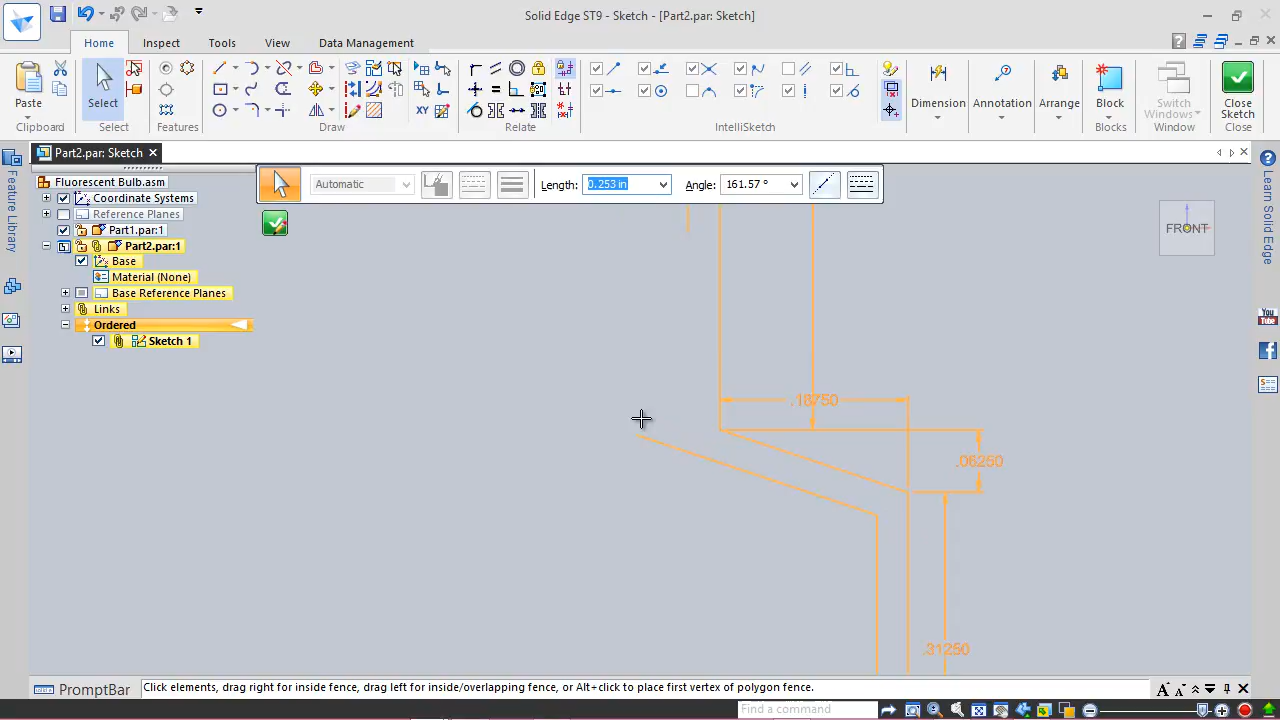 Solid Edge ST9 - Sketch - [Part2.par: Sketch]
Home Inspect Tools View Data Management
Paste
Clipboard
Select
Select
Features
Draw
Relate
IntelliSketch
Dimension
Annotation
Arrange
Block
Blocks
Switch Windows
Window
Close Sketch
Close
Part2.par: Sketch
Feature Library
Fluorescent Bulb.asm
Coordinate Systems
Reference Planes
Part1.par:1
Part2.par:1
Base
Material (None)
Base Reference Planes
Links
Ordered
Sketch 1
Automatic
Length: 0.253 in
Angle: 161.57 °
FRONT
Learn Solid Edge
You Tube
.18750
.06250
.31250
PromptBar
Click elements, drag right for inside fence, drag left for inside/overlapping fence, or Alt+click to place first vertex of polygon fence.
Find a command